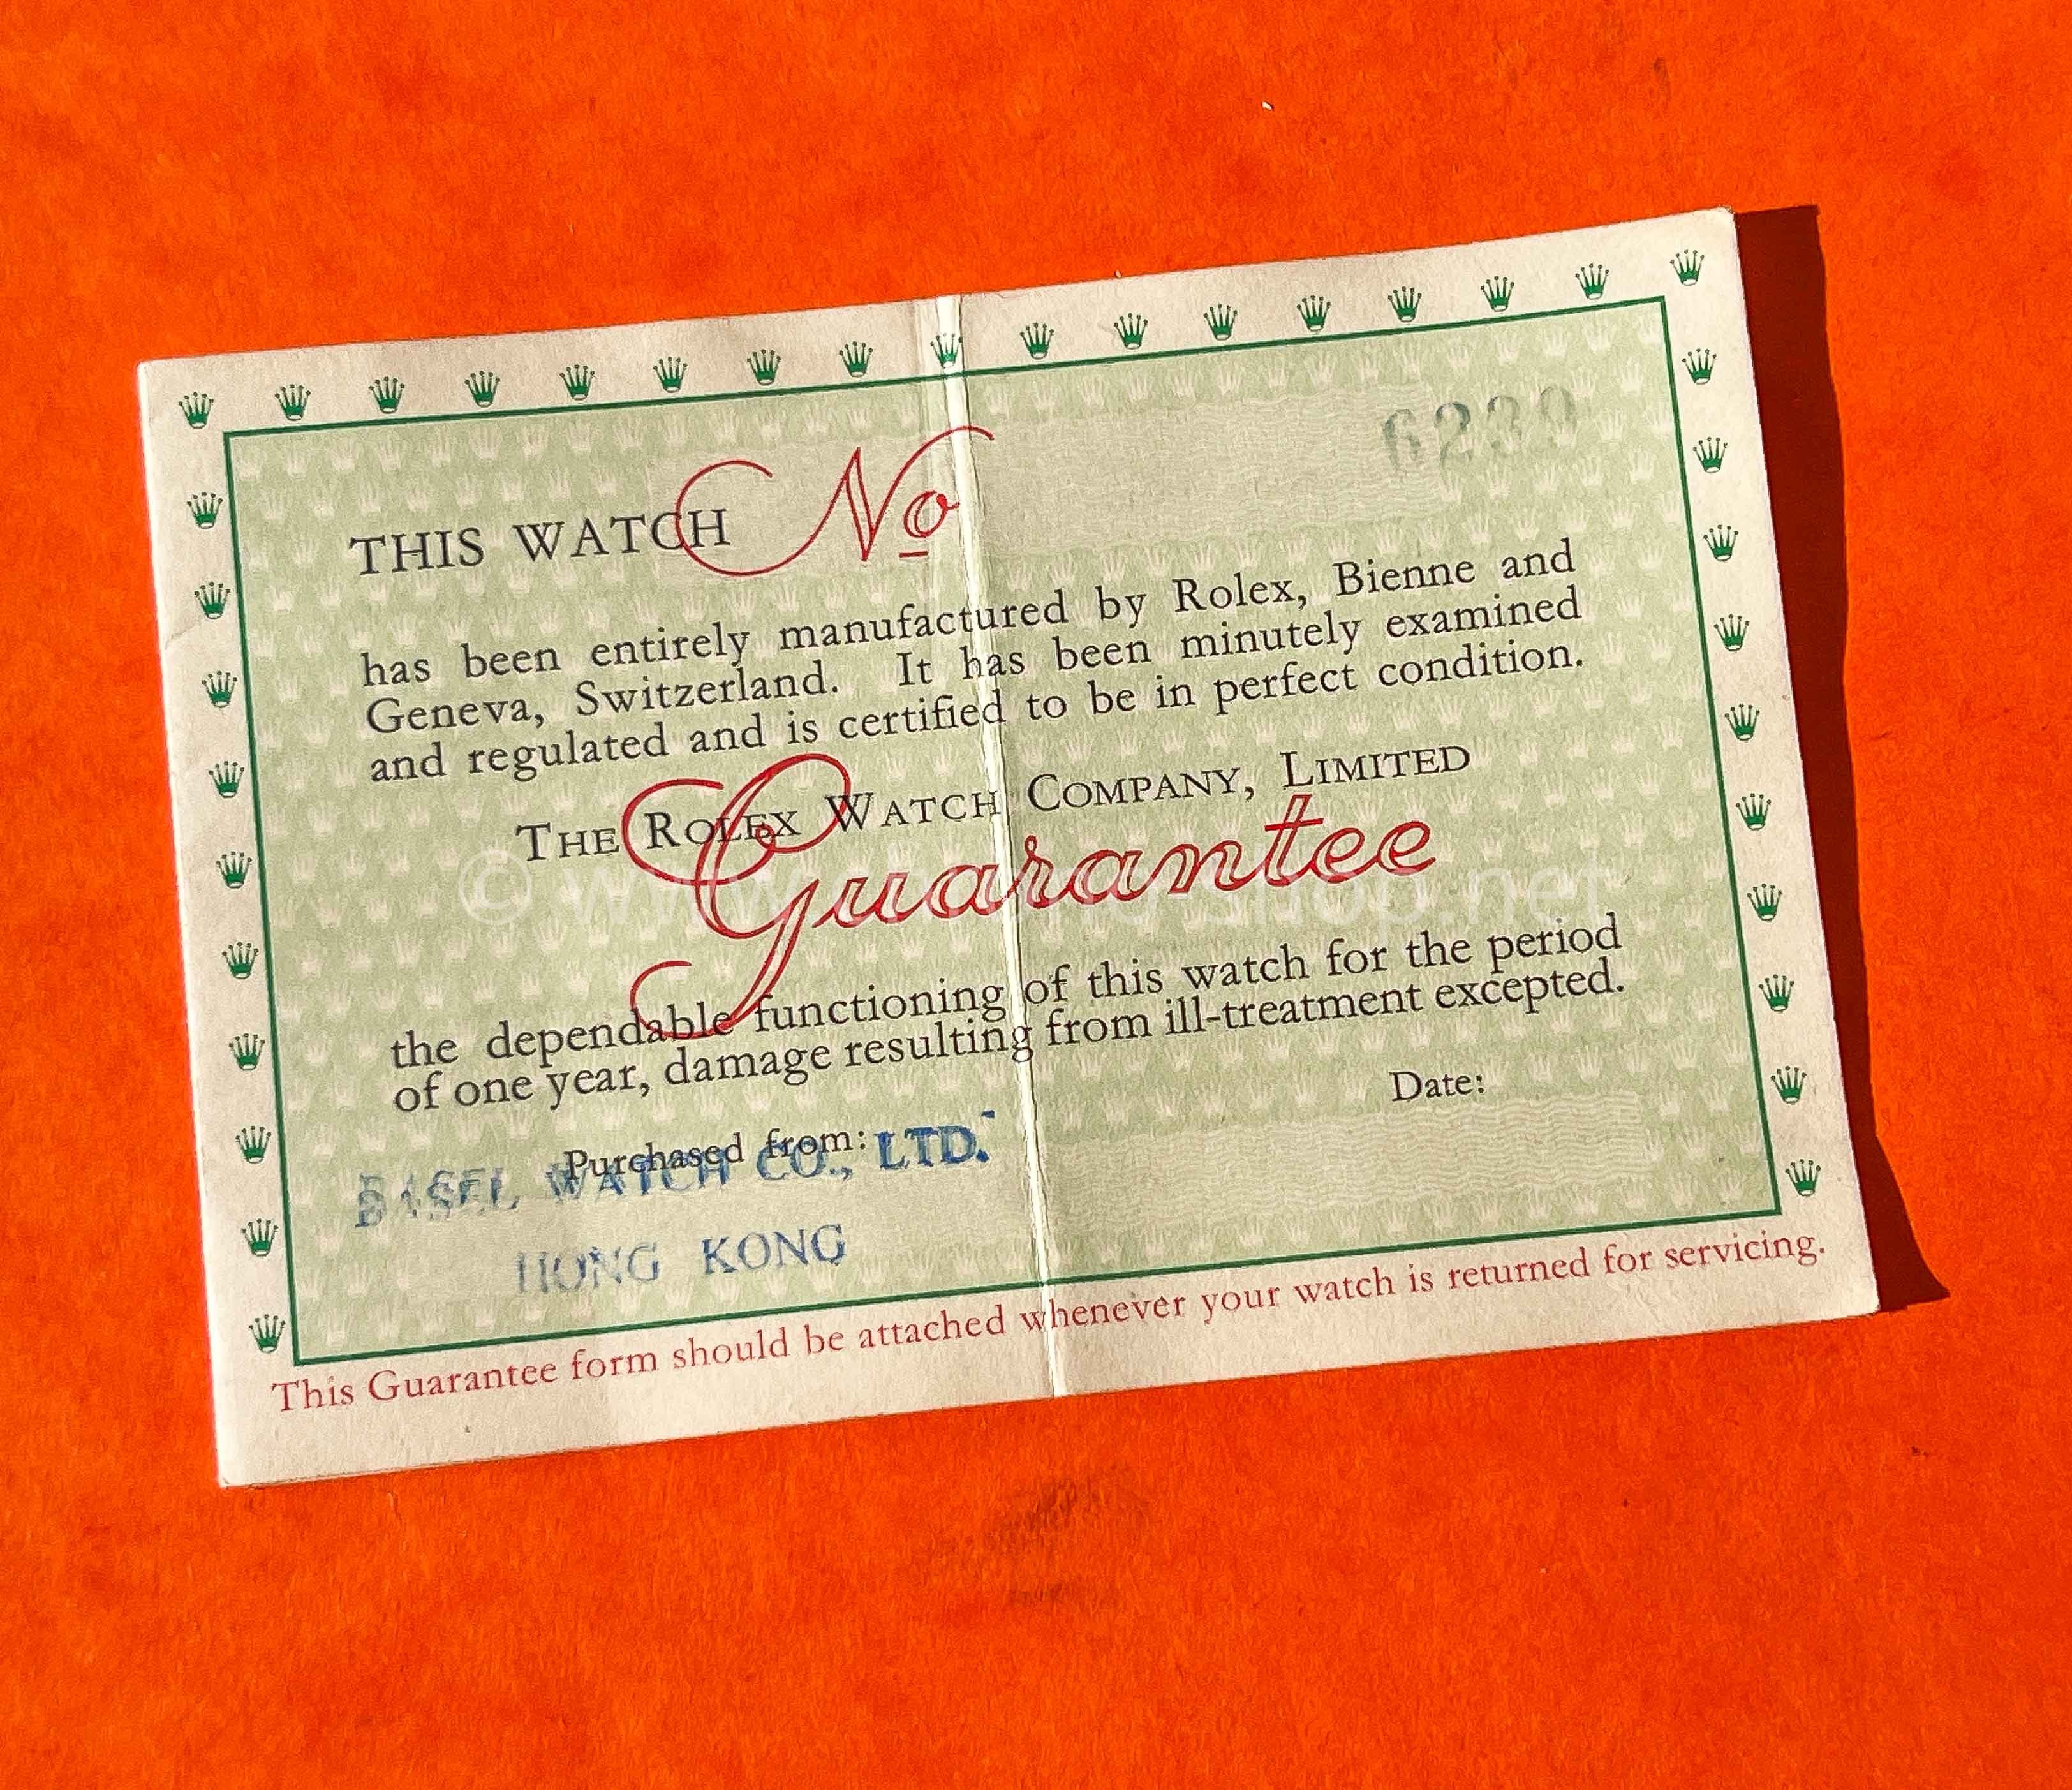 6239
THIS WATCH No
has been entirely manufactured by Rolex, Bienne and
Geneva, Switzerland. It has been minutely examined
and regulated and is certified to be in perfect condition.
THE ROLEX WATCH COMPANY, LIMITED
Guarantee
the dependable functioning of this watch for the period
of one year, damage resulting from ill-treatment excepted.
Date:
Purchased from:
BASEL WATCH CO., LTD.
HONG KONG
This Guarantee form should be attached whenever your watch is returned for servicing.